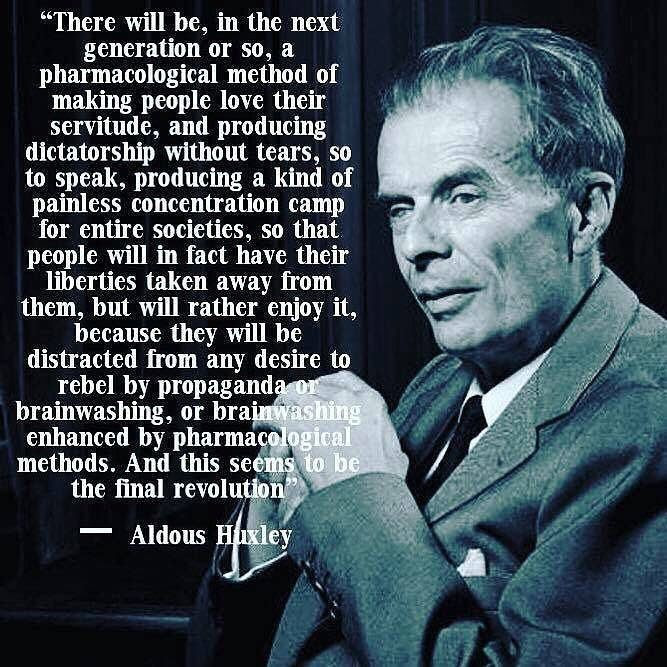 “There will be, in the next
generation or so, a
pharmacological method of
making people love their
servitude, and producing
dictatorship without tears, so
to speak, producing a kind of
painless concentration camp
for entire societies, so that
people will in fact have their
liberties taken away from
them, but will rather enjoy it,
because they will be
distracted from any desire to
rebel by propaganda or
brainwashing, or brainwashing
enhanced by pharmacological
methods. And this seems to be
the final revolution”
— Aldous Huxley